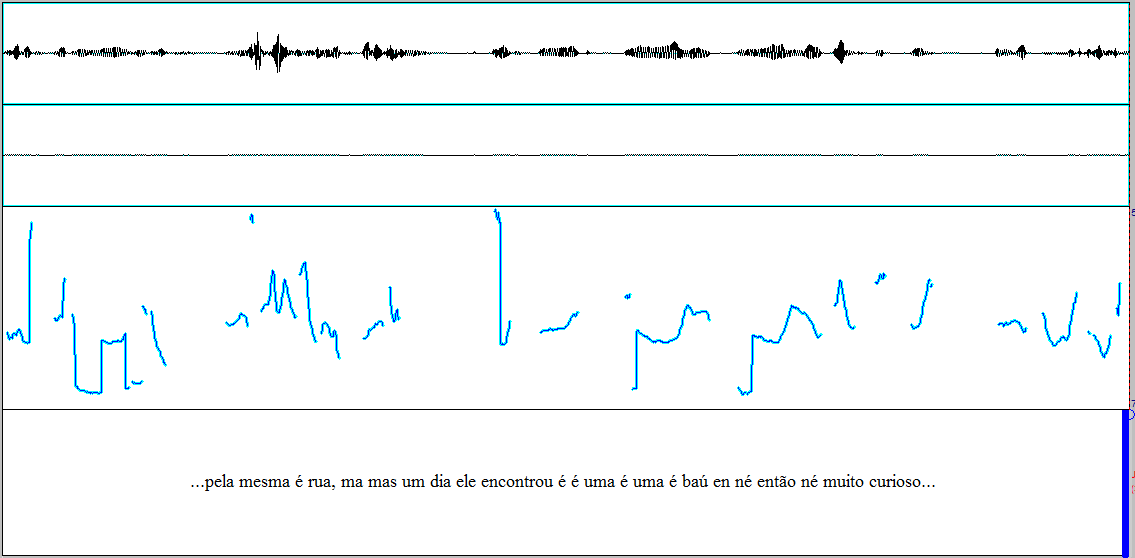 ...pela mesma é rua, ma mas um dia ele encontrou é é uma é uma é baú en né então né muito curioso...